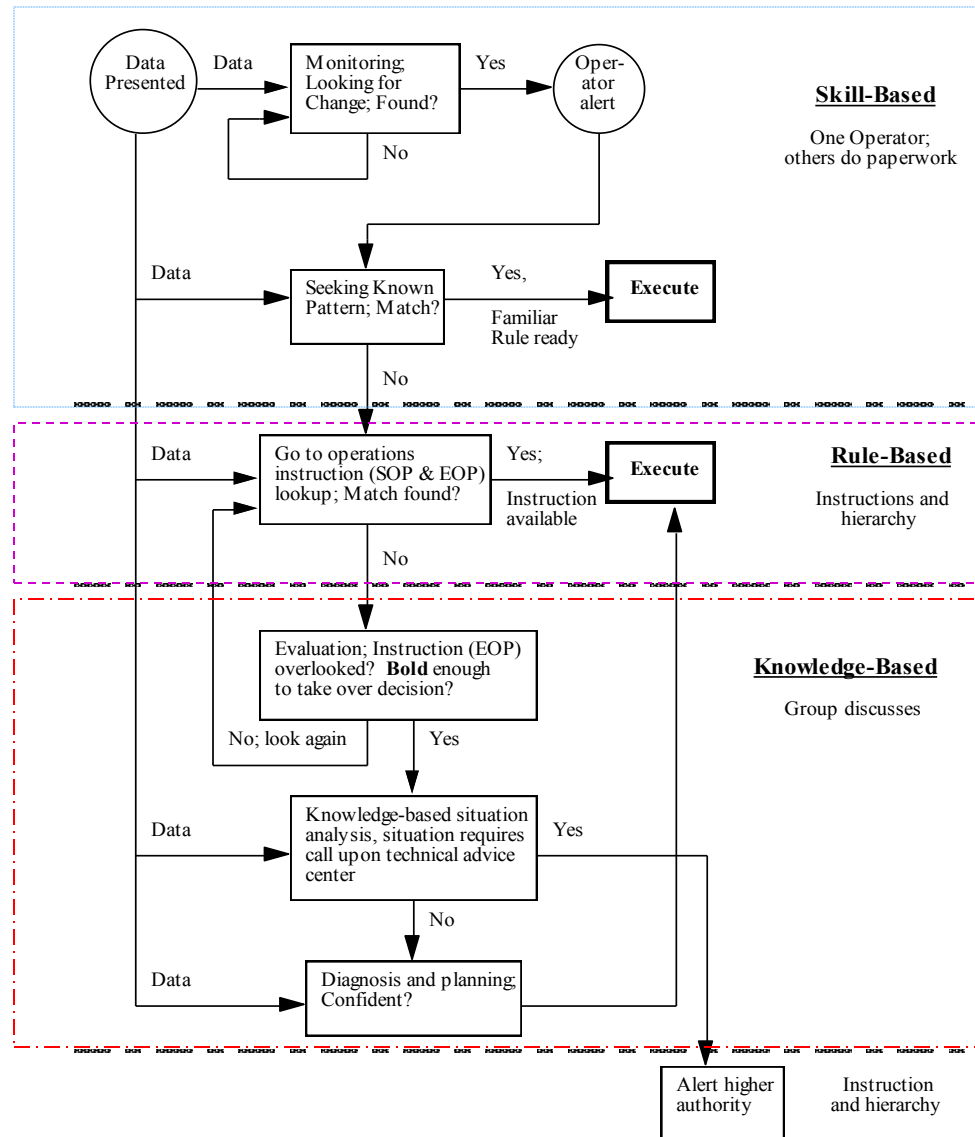 Data
Presented
Data
Monitoring;
Looking for
Change; Found?
Yes
Oper-
ator
alert
No
Skill-Based
One Operator;
others do paperwork
Data
Seeking Known
Pattern; Match?
Yes,
Familiar
Rule ready
Execute
No
Data
Go to operations
instruction (SOP & EOP)
lookup; Match found?
Yes;
Instruction
available
Execute
Rule-Based
Instructions and
hierarchy
No
Evaluation; Instruction (EOP)
overlooked? Bold enough
to take over decision?
Knowledge-Based
Group discusses
No; look again
Yes
Data
Knowledge-based situation
analysis, situation requires
call upon technical advice
center
Yes
No
Data
Diagnosis and planning;
Confident?
Alert higher
authority
Instruction
and hierarchy